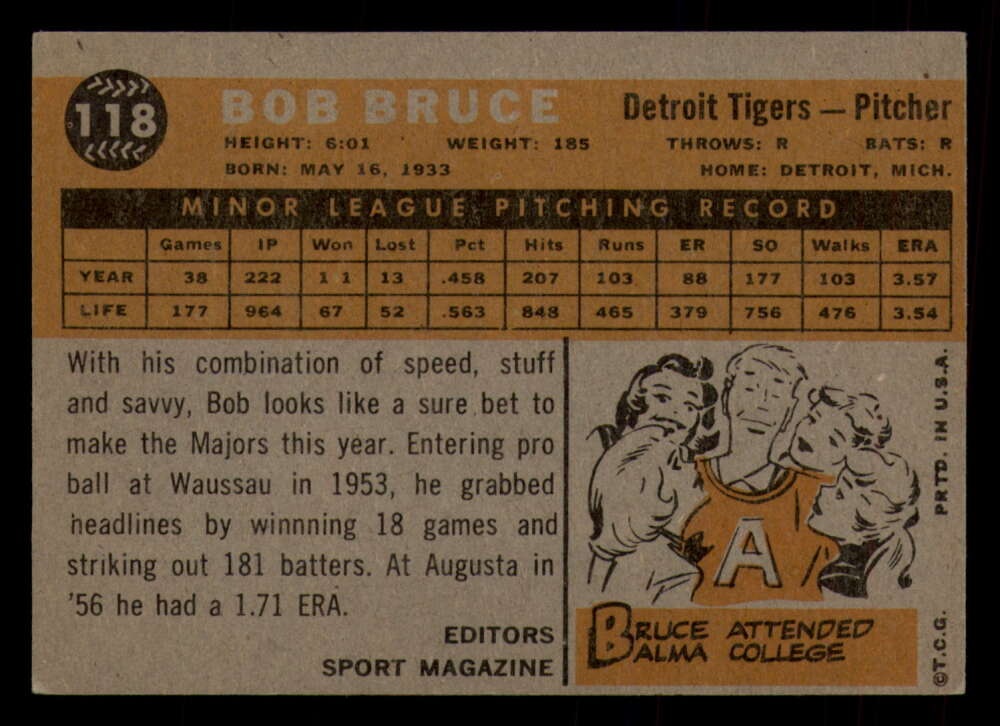 118
BOB BRUCE
Detroit Tigers — Pitcher
HEIGHT: 6:01 WEIGHT: 185 THROWS: R BATS: R
BORN: MAY 16, 1933 HOME: DETROIT, MICH.
MINOR LEAGUE PITCHING RECORD
Games IP Won Lost Pct Hits Runs ER SO Walks ERA
YEAR 38 222 1 1 13 .458 207 103 88 177 103 3.57
LIFE 177 964 67 52 .563 848 465 379 756 476 3.54
With his combination of speed, stuff
and savvy, Bob looks like a sure bet to
make the Majors this year. Entering pro
ball at Waussau in 1953, he grabbed
headlines by winnning 18 games and
striking out 181 batters. At Augusta in
'56 he had a 1.71 ERA.
EDITORS
SPORT MAGAZINE
A
BRUCE ATTENDED
ALMA COLLEGE
©T.C.G. PRTD. IN U.S.A.